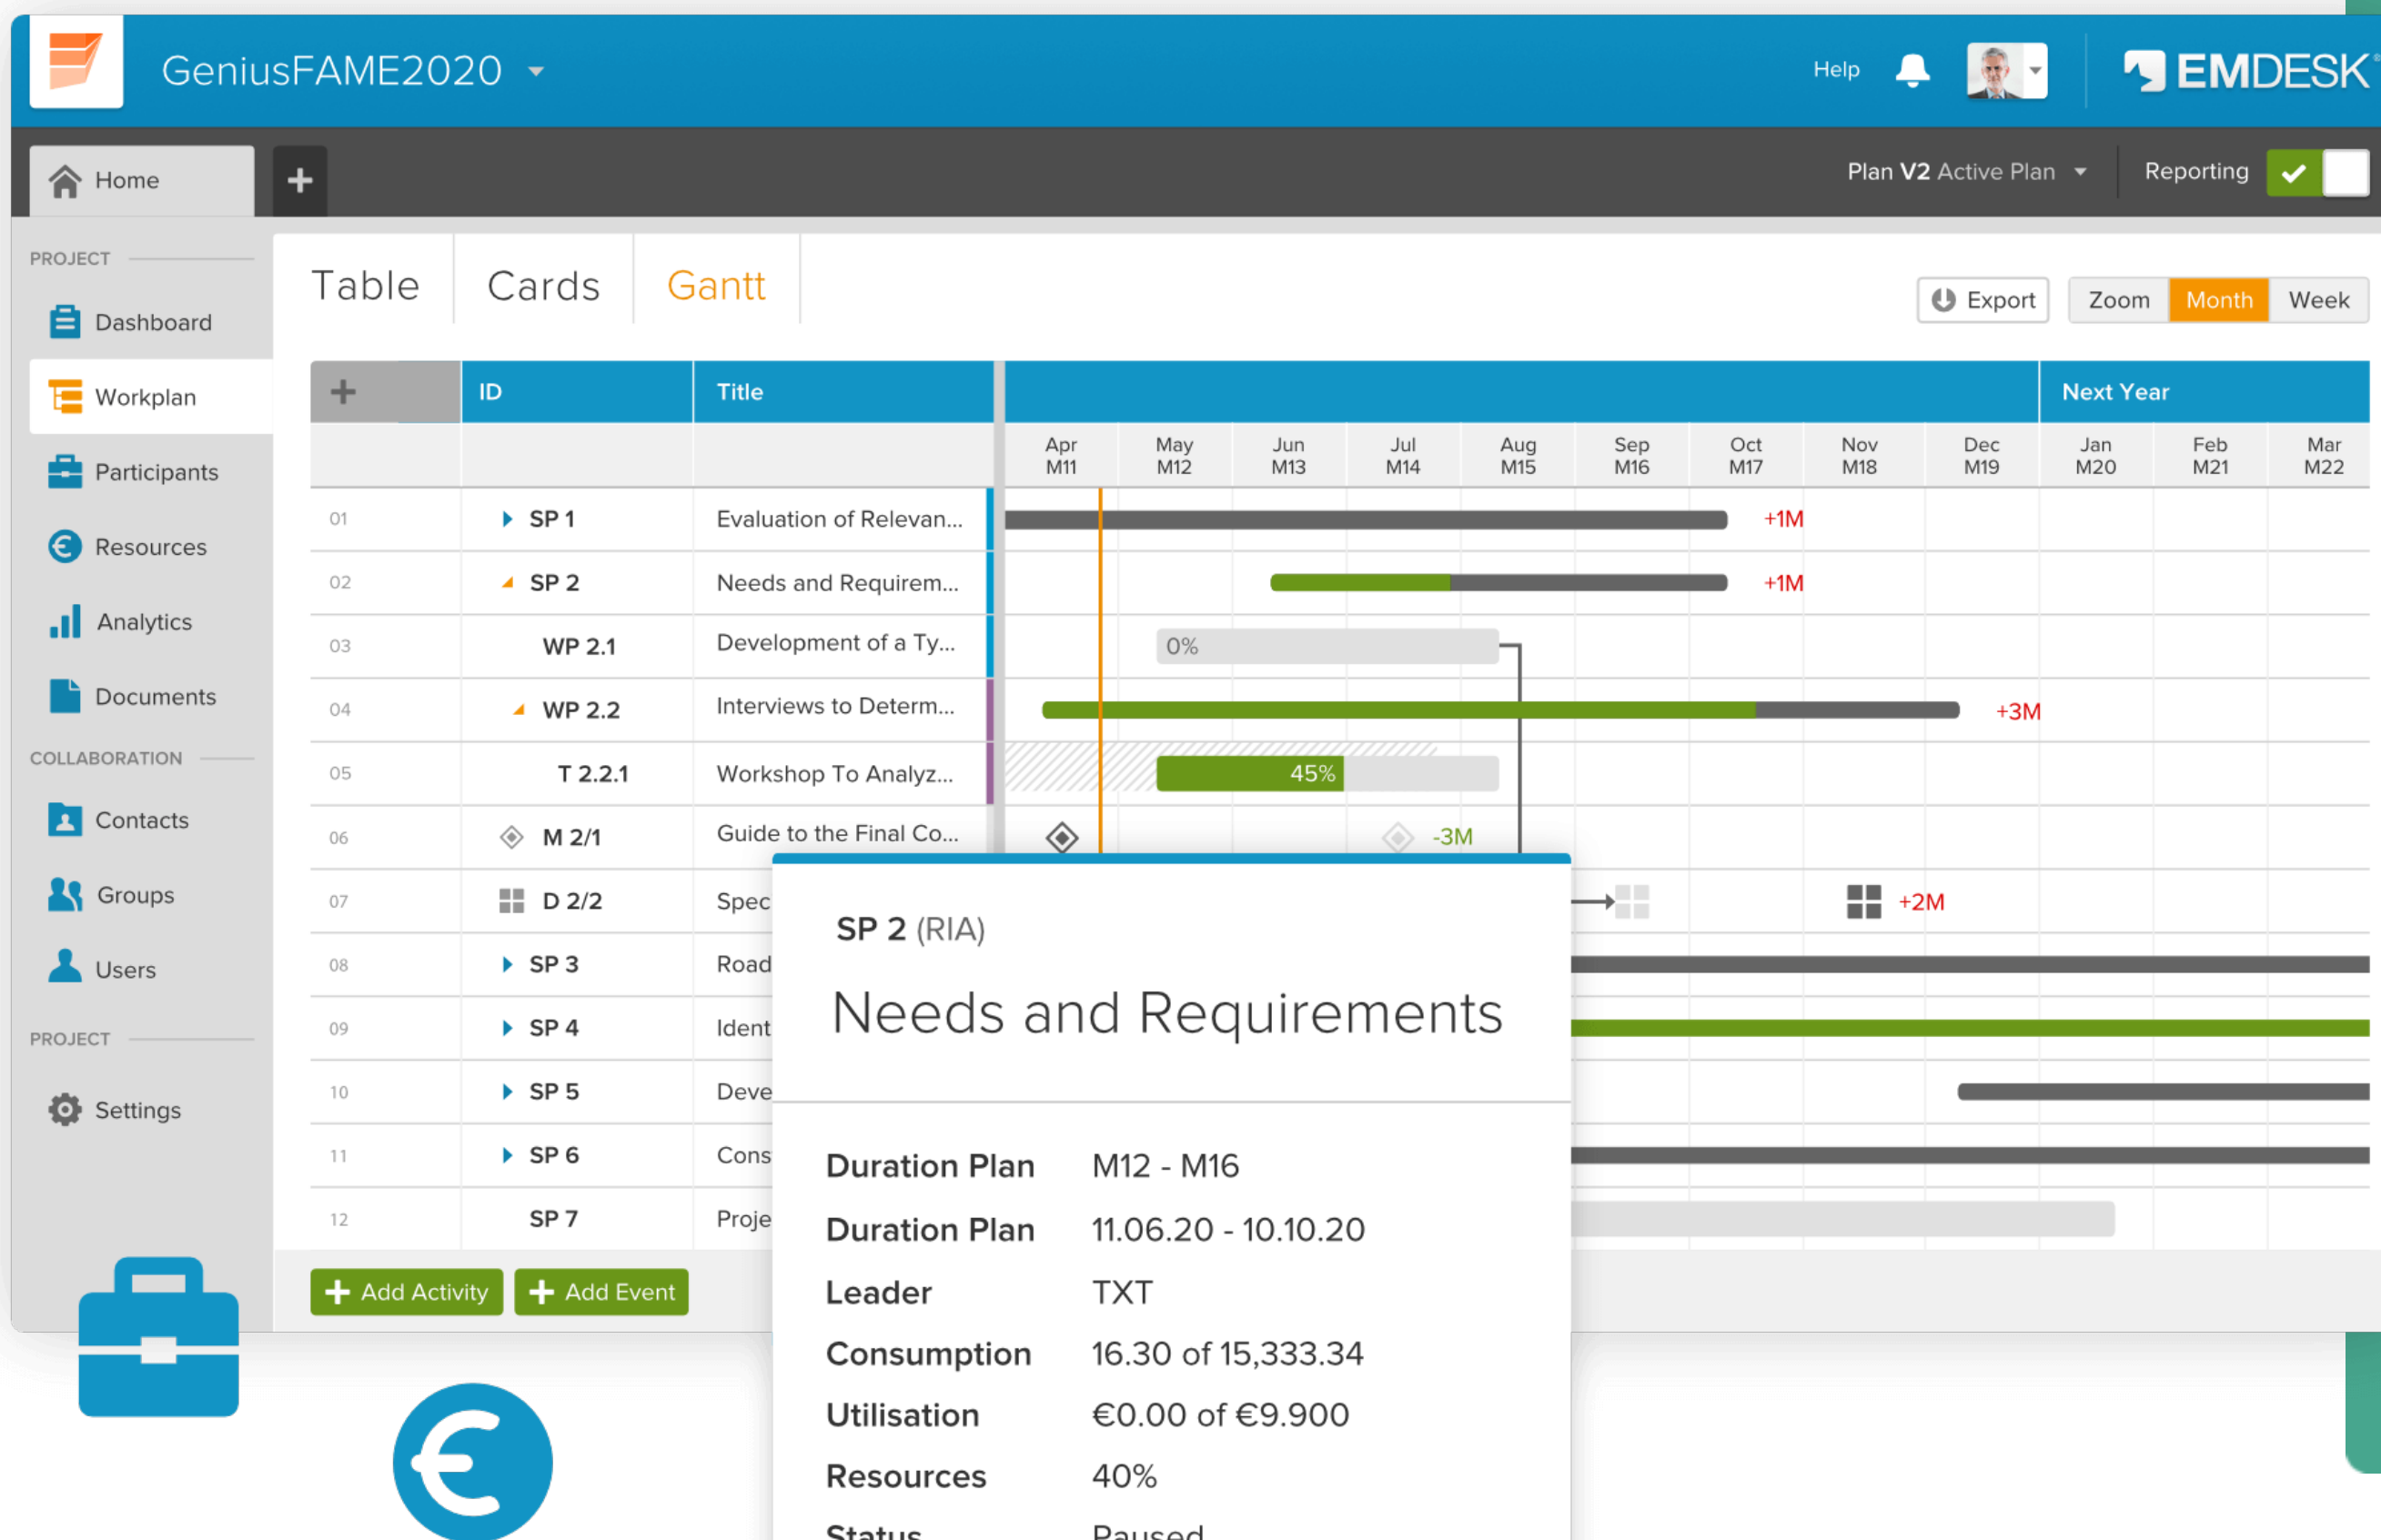 GeniusFAME2020
Help
EMDESK
Home
Plan V2 Active Plan
Reporting
PROJECT
Dashboard
Workplan
Participants
Resources
Analytics
Documents
COLLABORATION
Contacts
Groups
Users
PROJECT
Settings
Table Cards Gantt
Export Zoom Month Week
ID Title Next Year
Apr May Jun Jul Aug Sep Oct Nov Dec Jan Feb Mar
M11 M12 M13 M14 M15 M16 M17 M18 M19 M20 M21 M22
01 SP 1 Evaluation of Relevan... +1M
02 SP 2 Needs and Requirem... +1M
03 WP 2.1 Development of a Ty... 0%
04 WP 2.2 Interviews to Determ... +3M
05 T 2.2.1 Workshop To Analyz... 45%
06 M 2/1 Guide to the Final Co... -3M
07 D 2/2 Spec +2M
08 SP 3 Road
09 SP 4 Ident
10 SP 5 Deve
11 SP 6 Cons
12 SP 7 Proje
Add Activity Add Event
SP 2 (RIA)
Needs and Requirements
Duration Plan M12 - M16
Duration Plan 11.06.20 - 10.10.20
Leader TXT
Consumption 16.30 of 15,333.34
Utilisation €0.00 of €9.900
Resources 40%
Status Paused